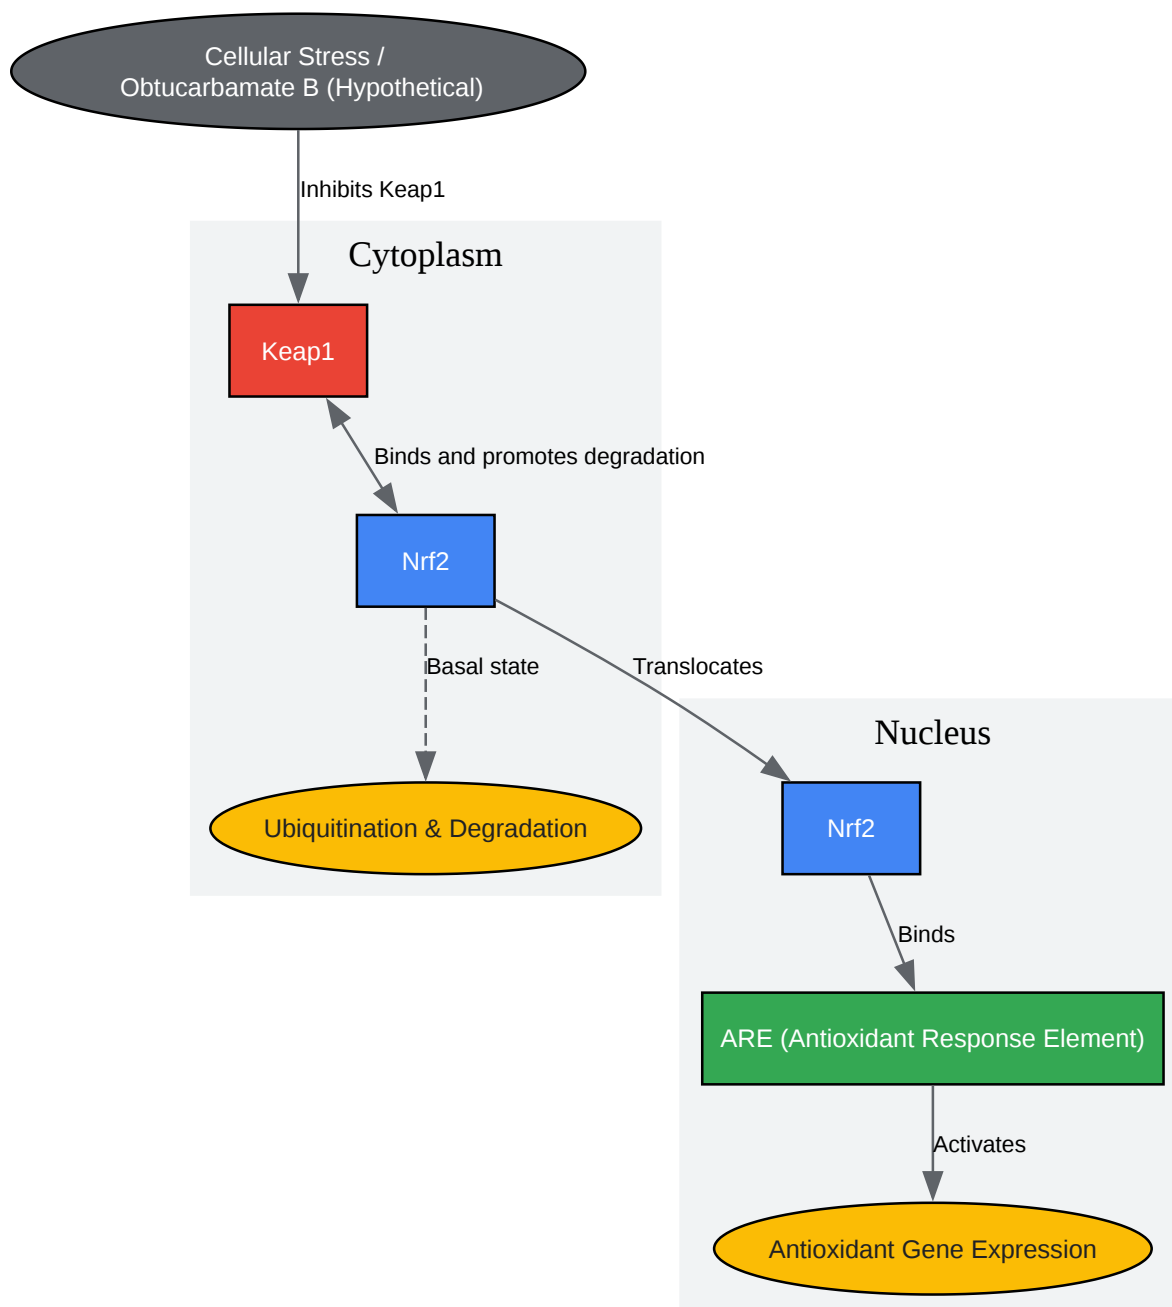 Cellular Stress /
Obtucarbamate B (Hypothetical)
Inhibits Keap1
Cytoplasm
Keap1
Binds and promotes degradation
Nrf2
Basal state
Translocates
Nucleus
Ubiquitination & Degradation
Nrf2
Binds
ARE (Antioxidant Response Element)
Activates
Antioxidant Gene Expression